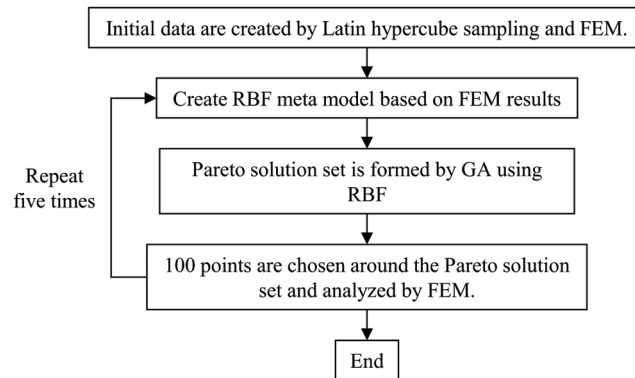 Initial data are created by Latin hypercube sampling and FEM.
Create RBF meta model based on FEM results
Repeat
five times
Pareto solution set is formed by GA using
RBF
100 points are chosen around the Pareto solution
set and analyzed by FEM.
End